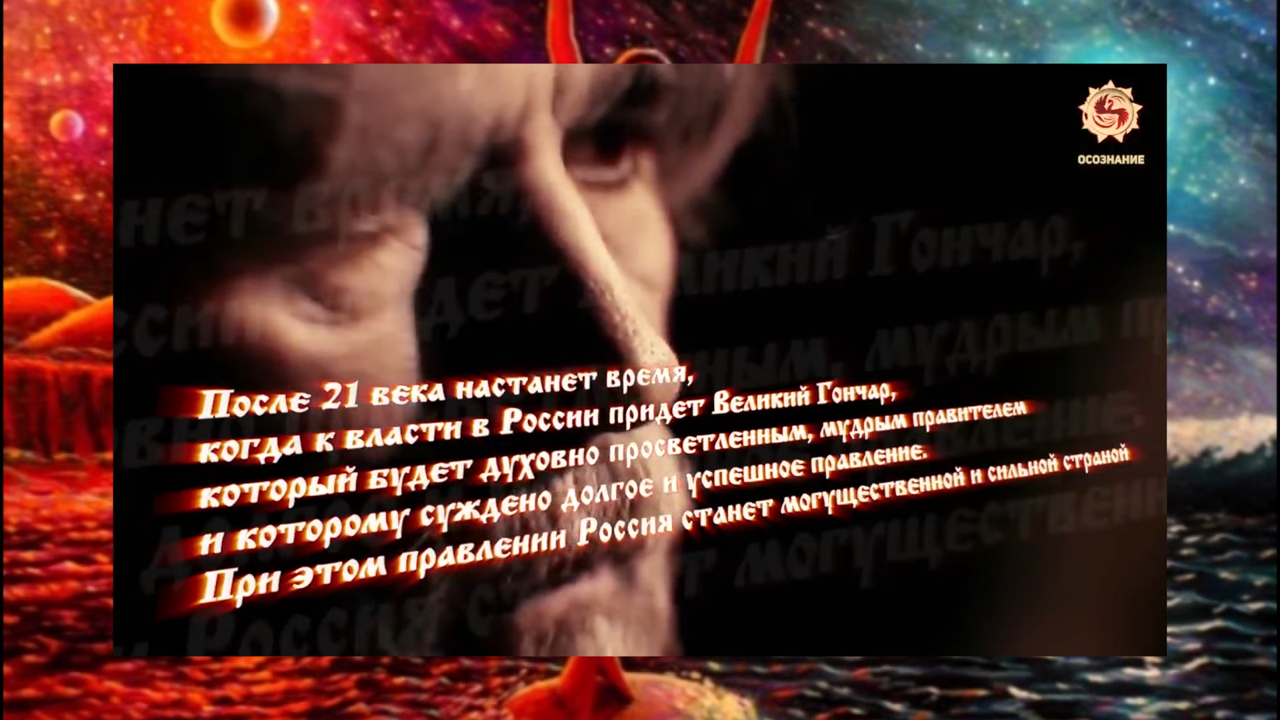 ОСОЗНАНИЕ
После 21 века настанет время,
когда к власти в России придет Великий Гончар,
который будет духовно просветленным, мудрым правителем
и которому суждено долгое и успешное правление.
При этом правлении Россия станет могущественной и сильной страной